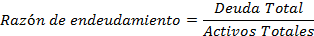 Razón de endeudamiento = Deuda Total / Activos Totales